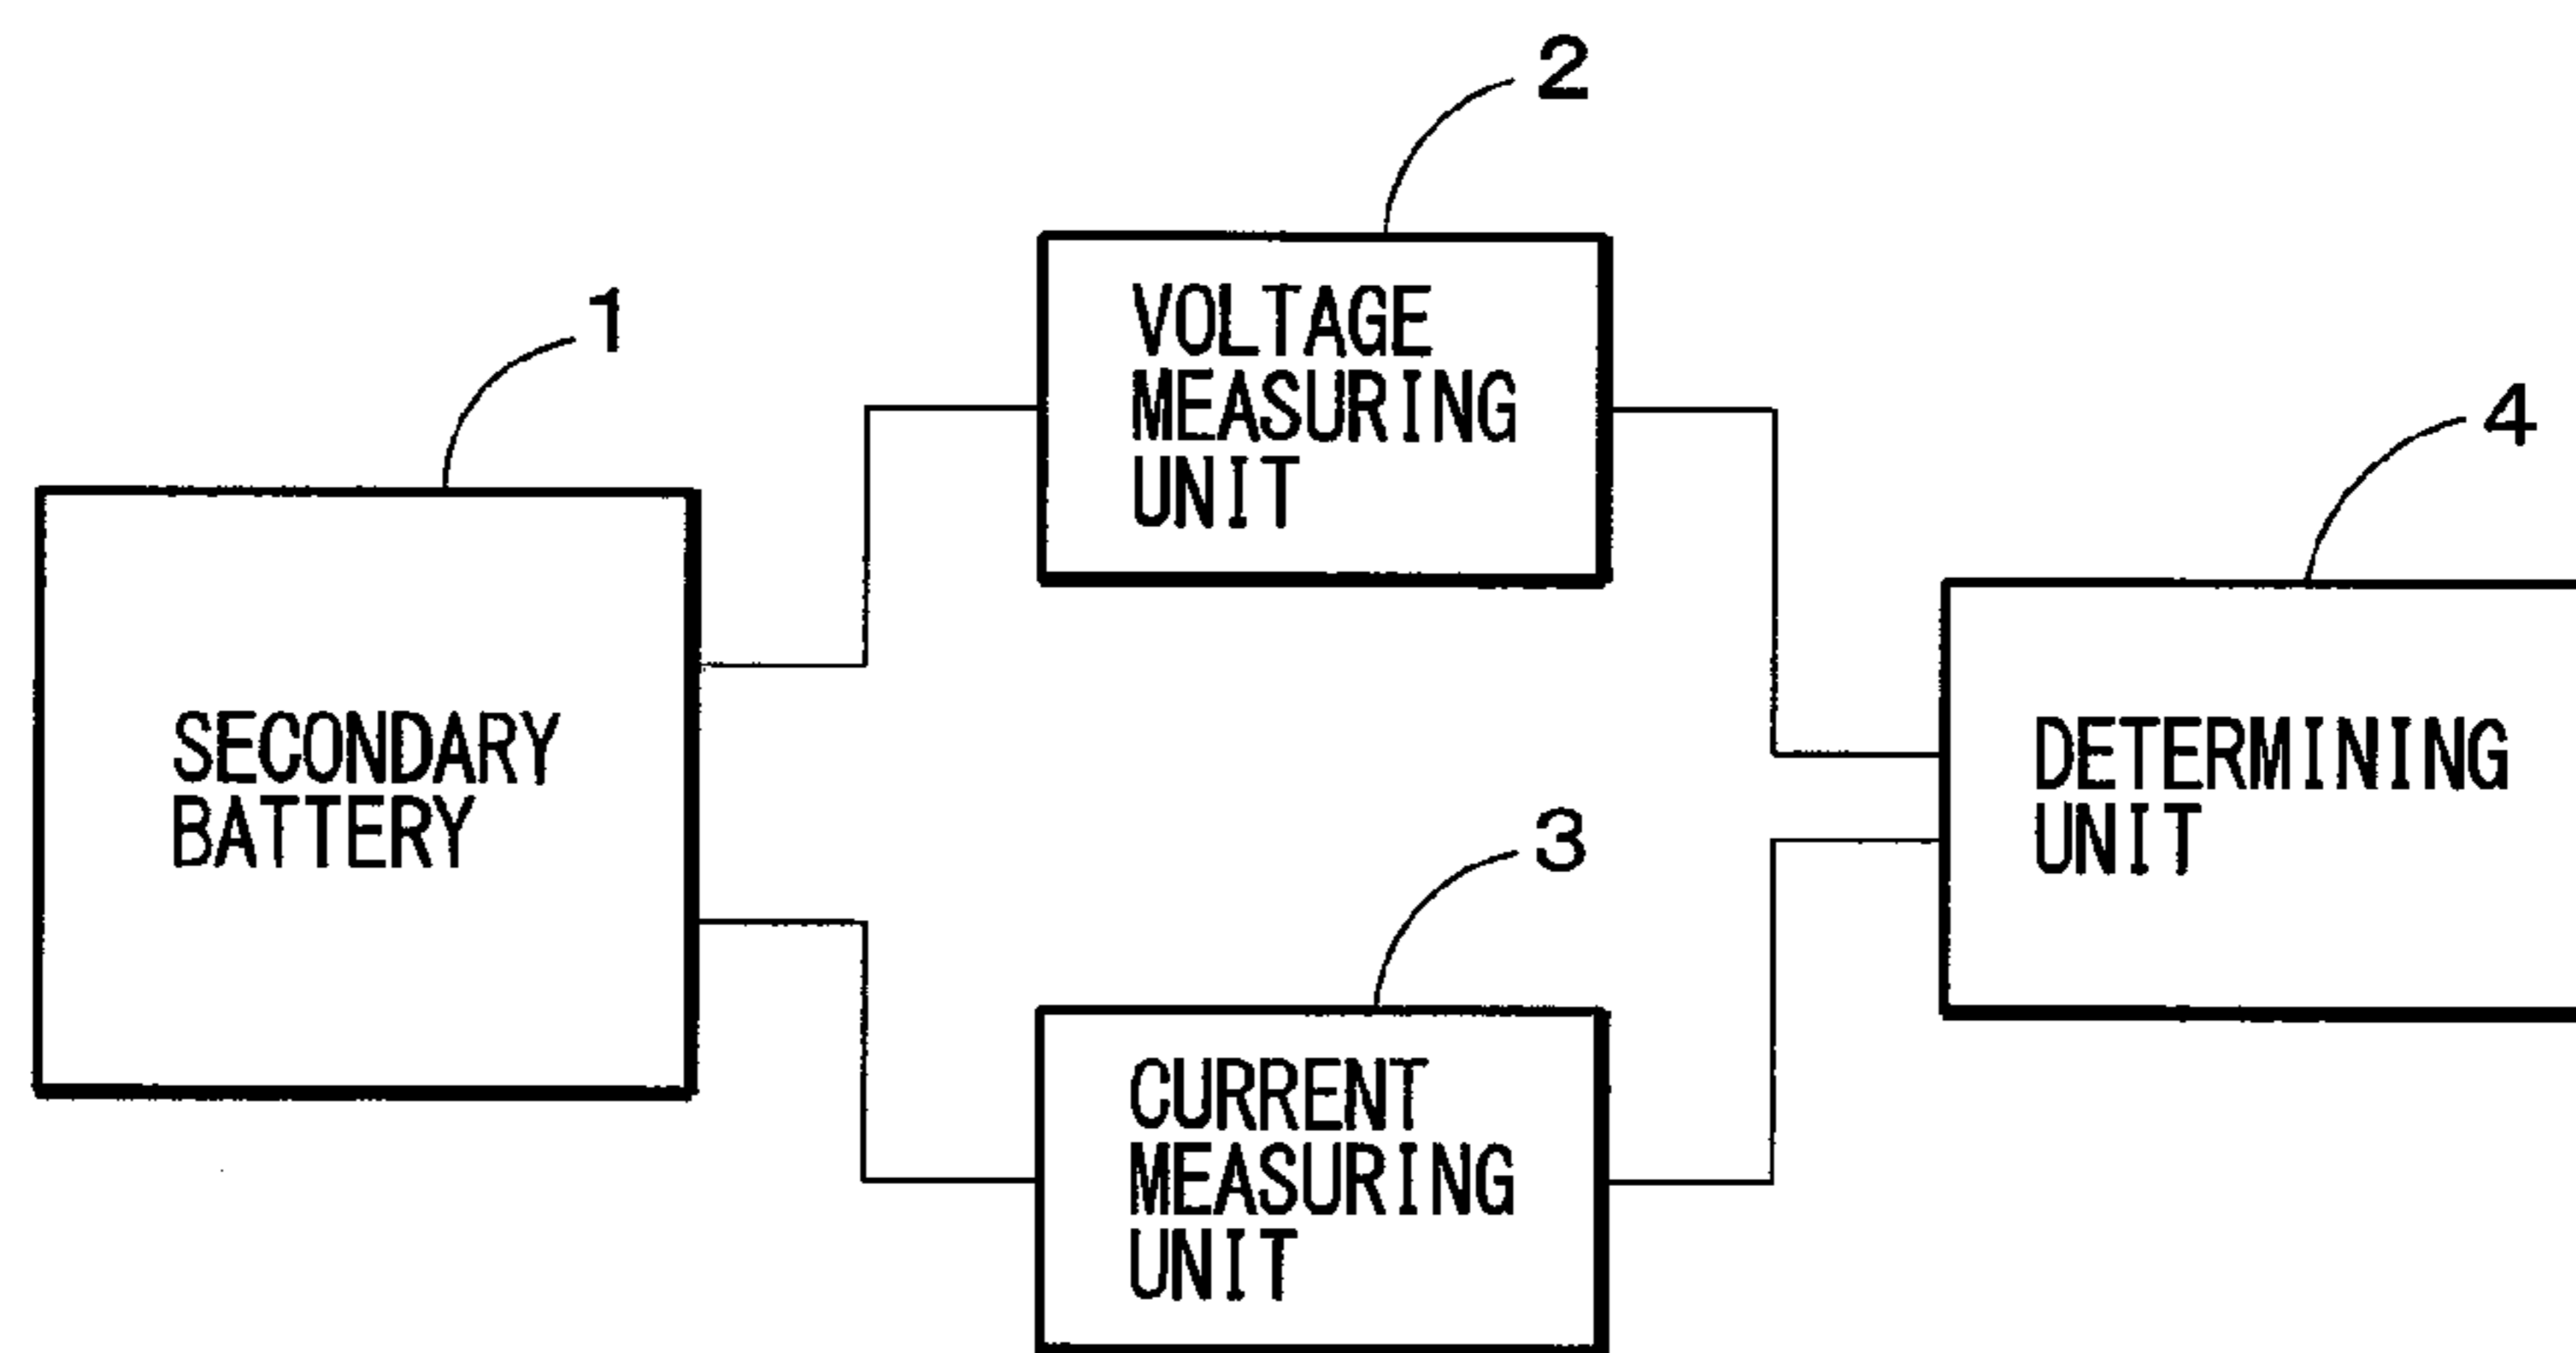 1
SECONDARY
BATTERY
2
VOLTAGE
MEASURING
UNIT
3
CURRENT
MEASURING
UNIT
4
DETERMINING
UNIT